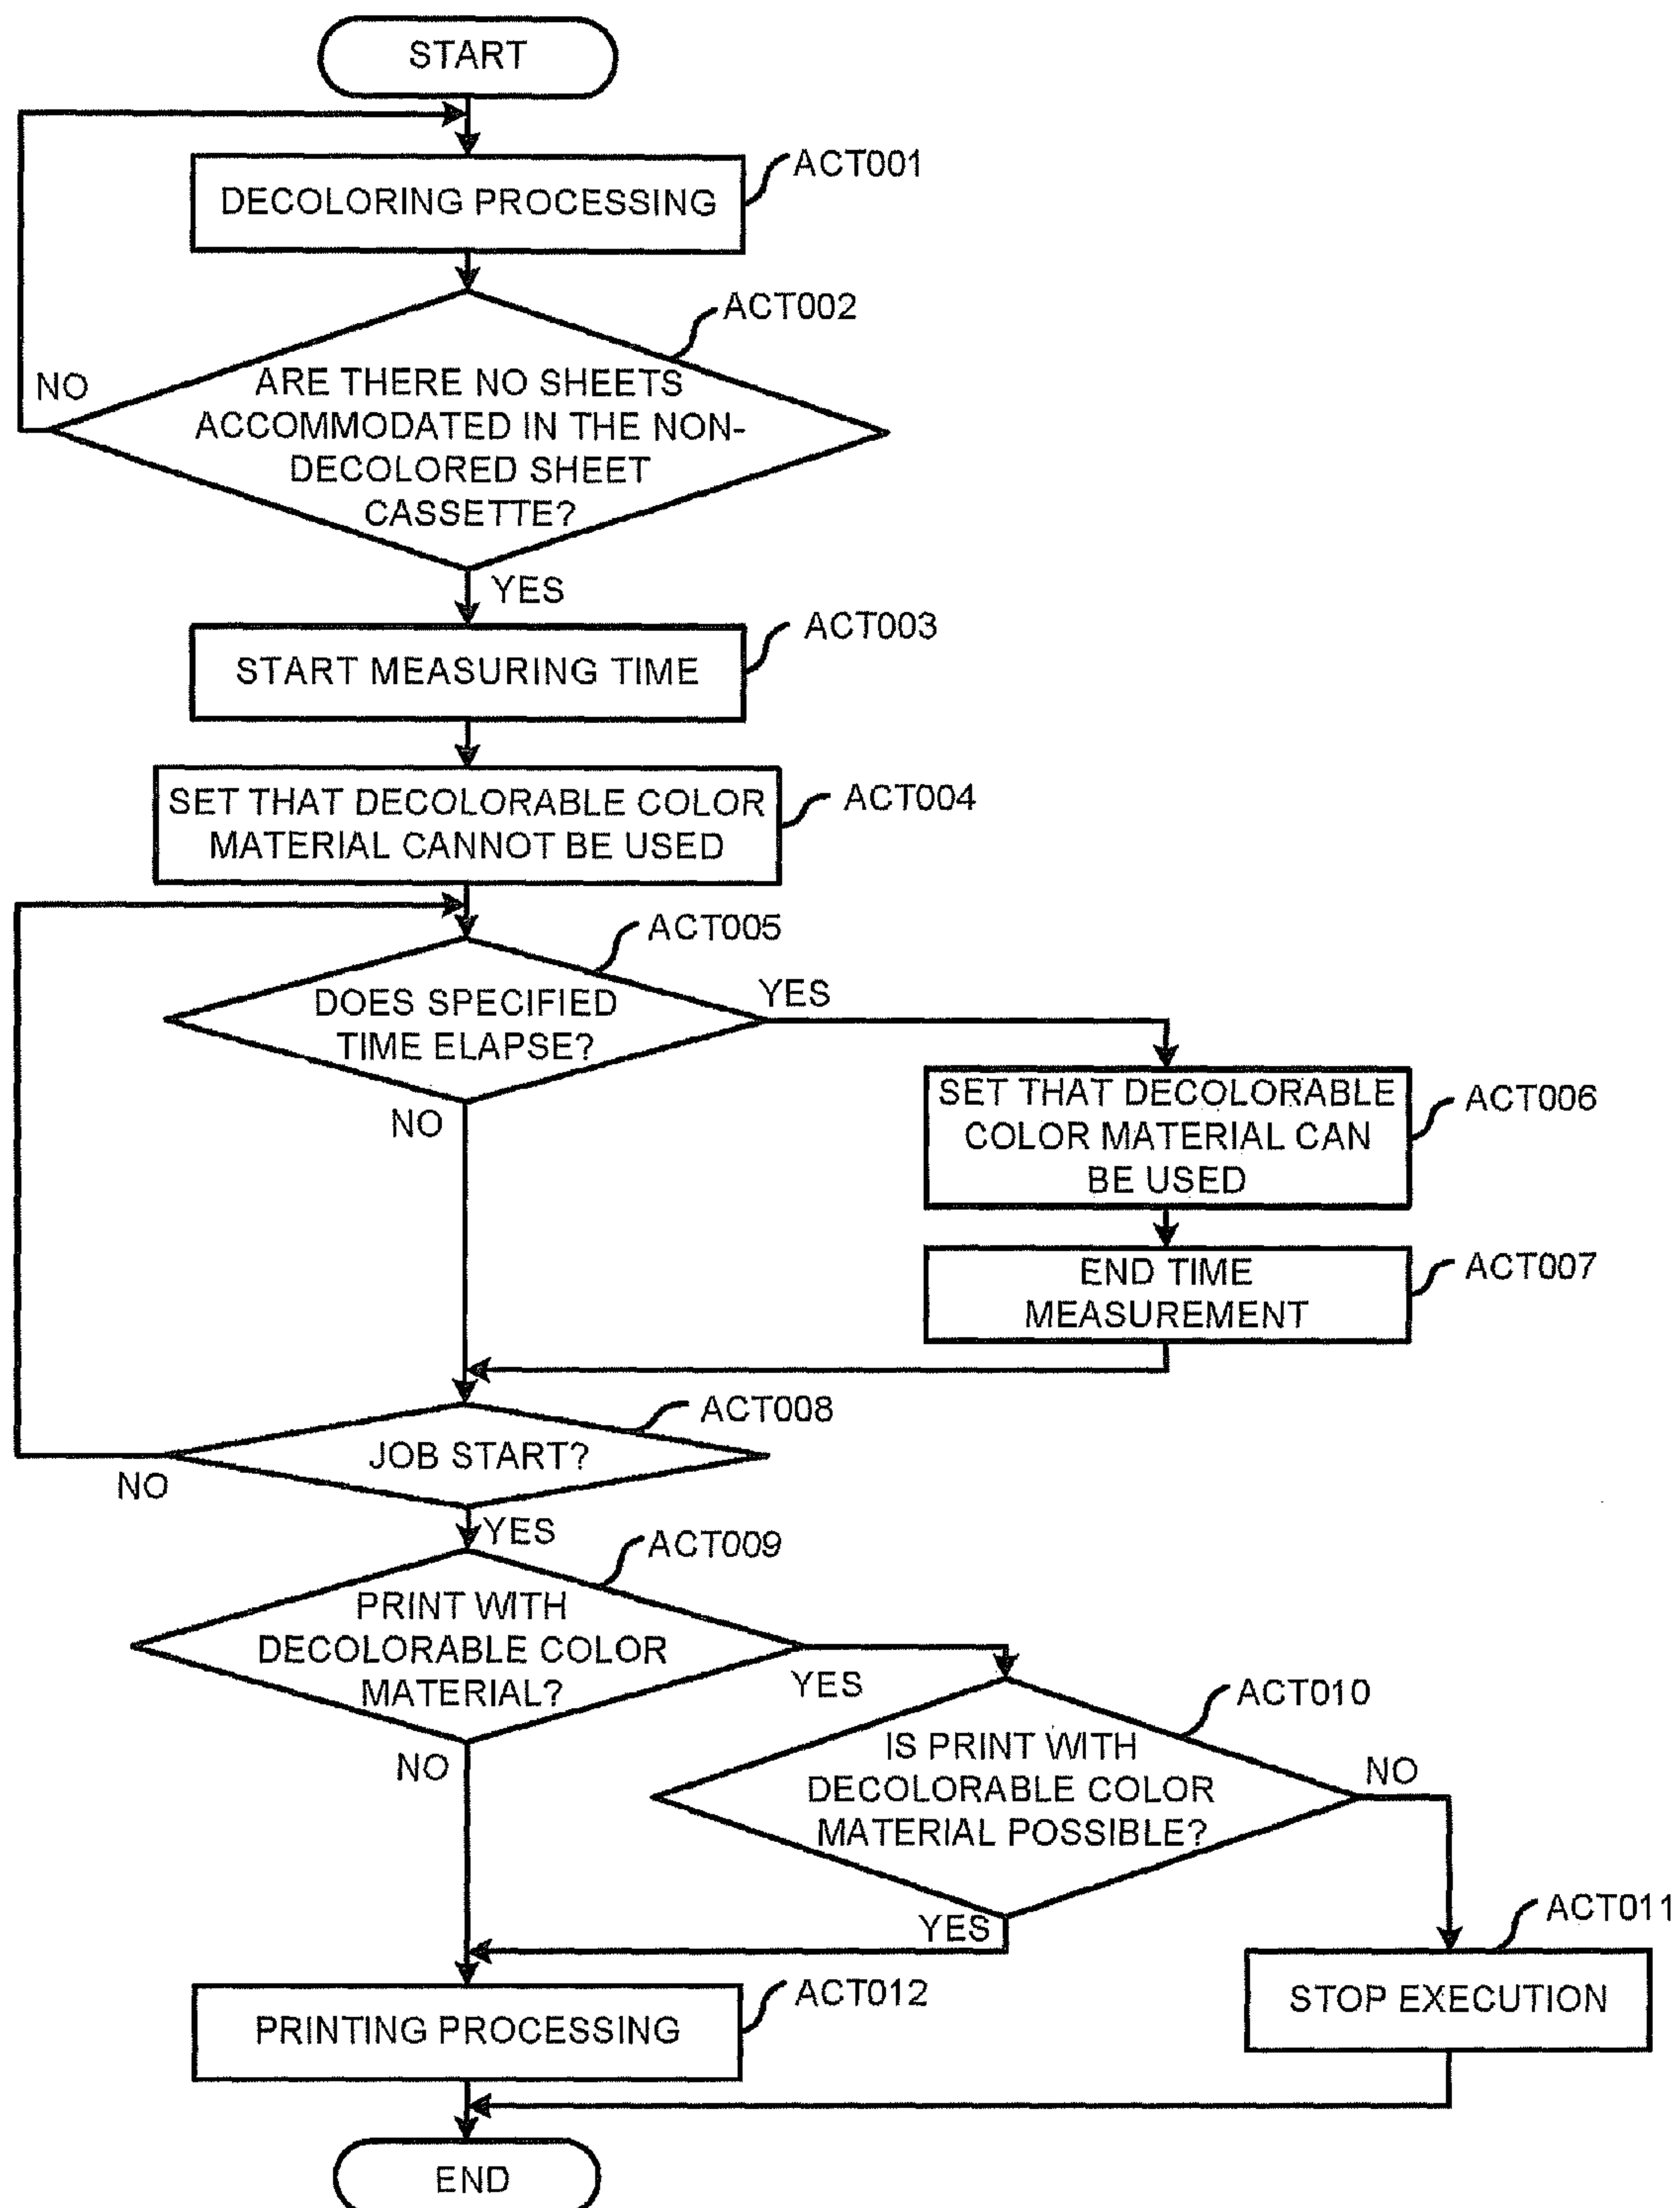 START
ACT001
DECOLORING PROCESSING
ACT002
ARE THERE NO SHEETS
ACCOMMODATED IN THE NON-
DECOLORED SHEET
CASSETTE?
NO
YES
ACT003
START MEASURING TIME
ACT004
SET THAT DECOLORABLE COLOR
MATERIAL CANNOT BE USED
ACT005
DOES SPECIFIED
TIME ELAPSE?
YES
NO
ACT006
SET THAT DECOLORABLE
COLOR MATERIAL CAN
BE USED
ACT007
END TIME
MEASUREMENT
ACT008
JOB START?
NO
YES
ACT009
PRINT WITH
DECOLORABLE COLOR
MATERIAL?
YES
NO
ACT010
IS PRINT WITH
DECOLORABLE COLOR
MATERIAL POSSIBLE?
NO
YES
ACT011
STOP EXECUTION
ACT012
PRINTING PROCESSING
END